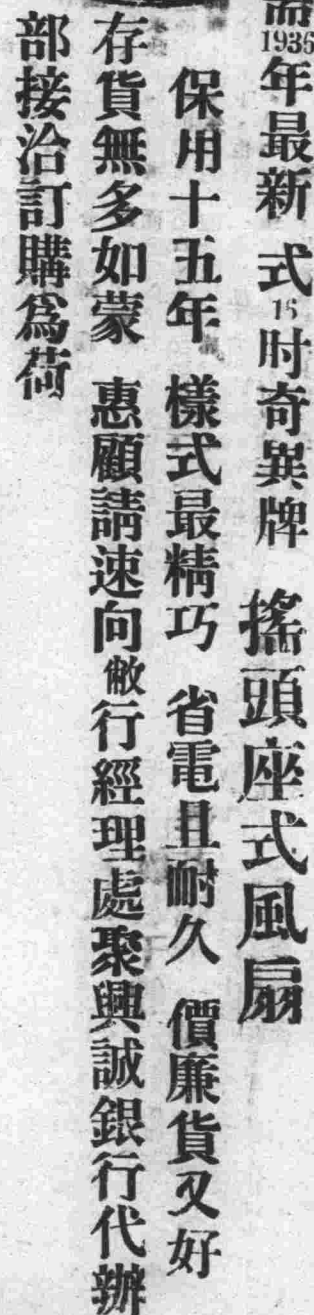 1936年最新式16吋奇異牌 搖頭座式風扇
保用十五年 樣式最精巧 省電且耐久 價廉貨又好
存貨無多如蒙 惠顧請速向敝行經理處聚興誠銀行代辦
部接洽訂購爲荷